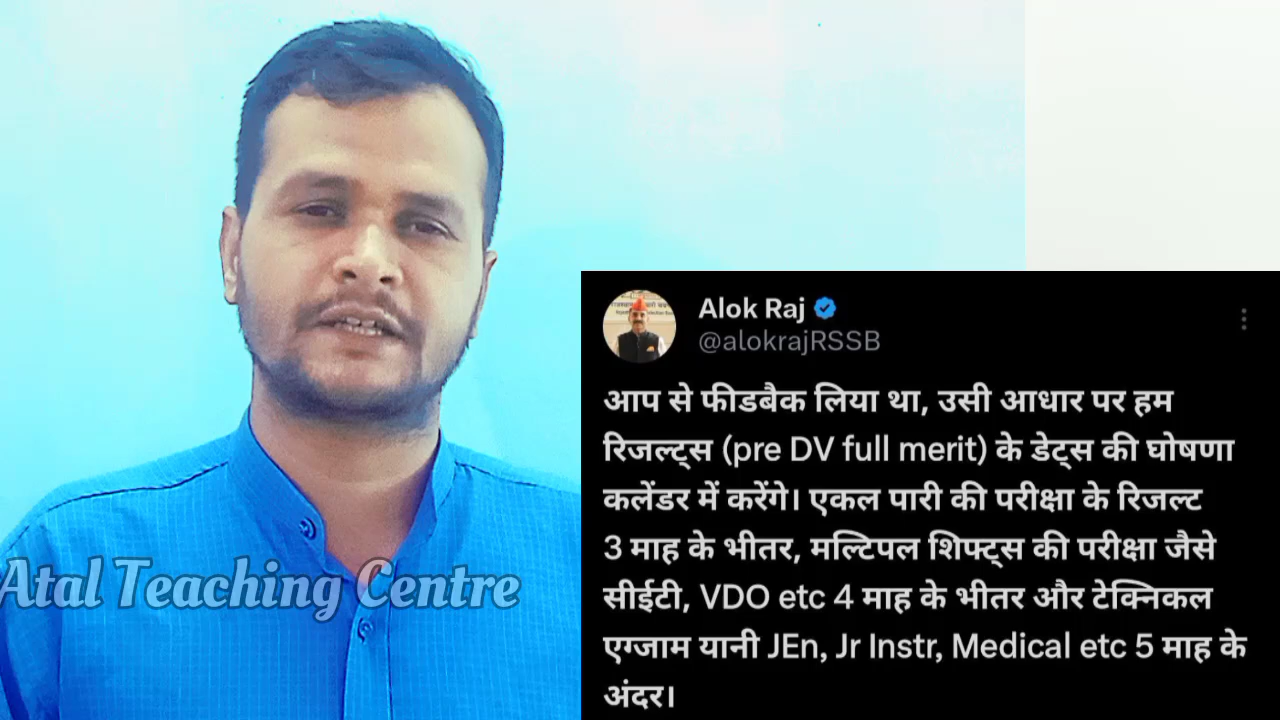 Atal Teaching Centre
Alok Raj
@alokrajRSSB
आप से फीडबैक लिया था, उसी आधार पर हम
रिजल्ट्स (pre DV full merit) के डेट्स की घोषणा
कलेंडर में करेंगे। एकल पारी की परीक्षा के रिजल्ट
3 माह के भीतर, मल्टिपल शिफ्ट्स की परीक्षा जैसे
सीईटी, VDO etc 4 माह के भीतर और टेक्निकल
एग्जाम यानी JEn, Jr Instr, Medical etc 5 माह के
अंदर।